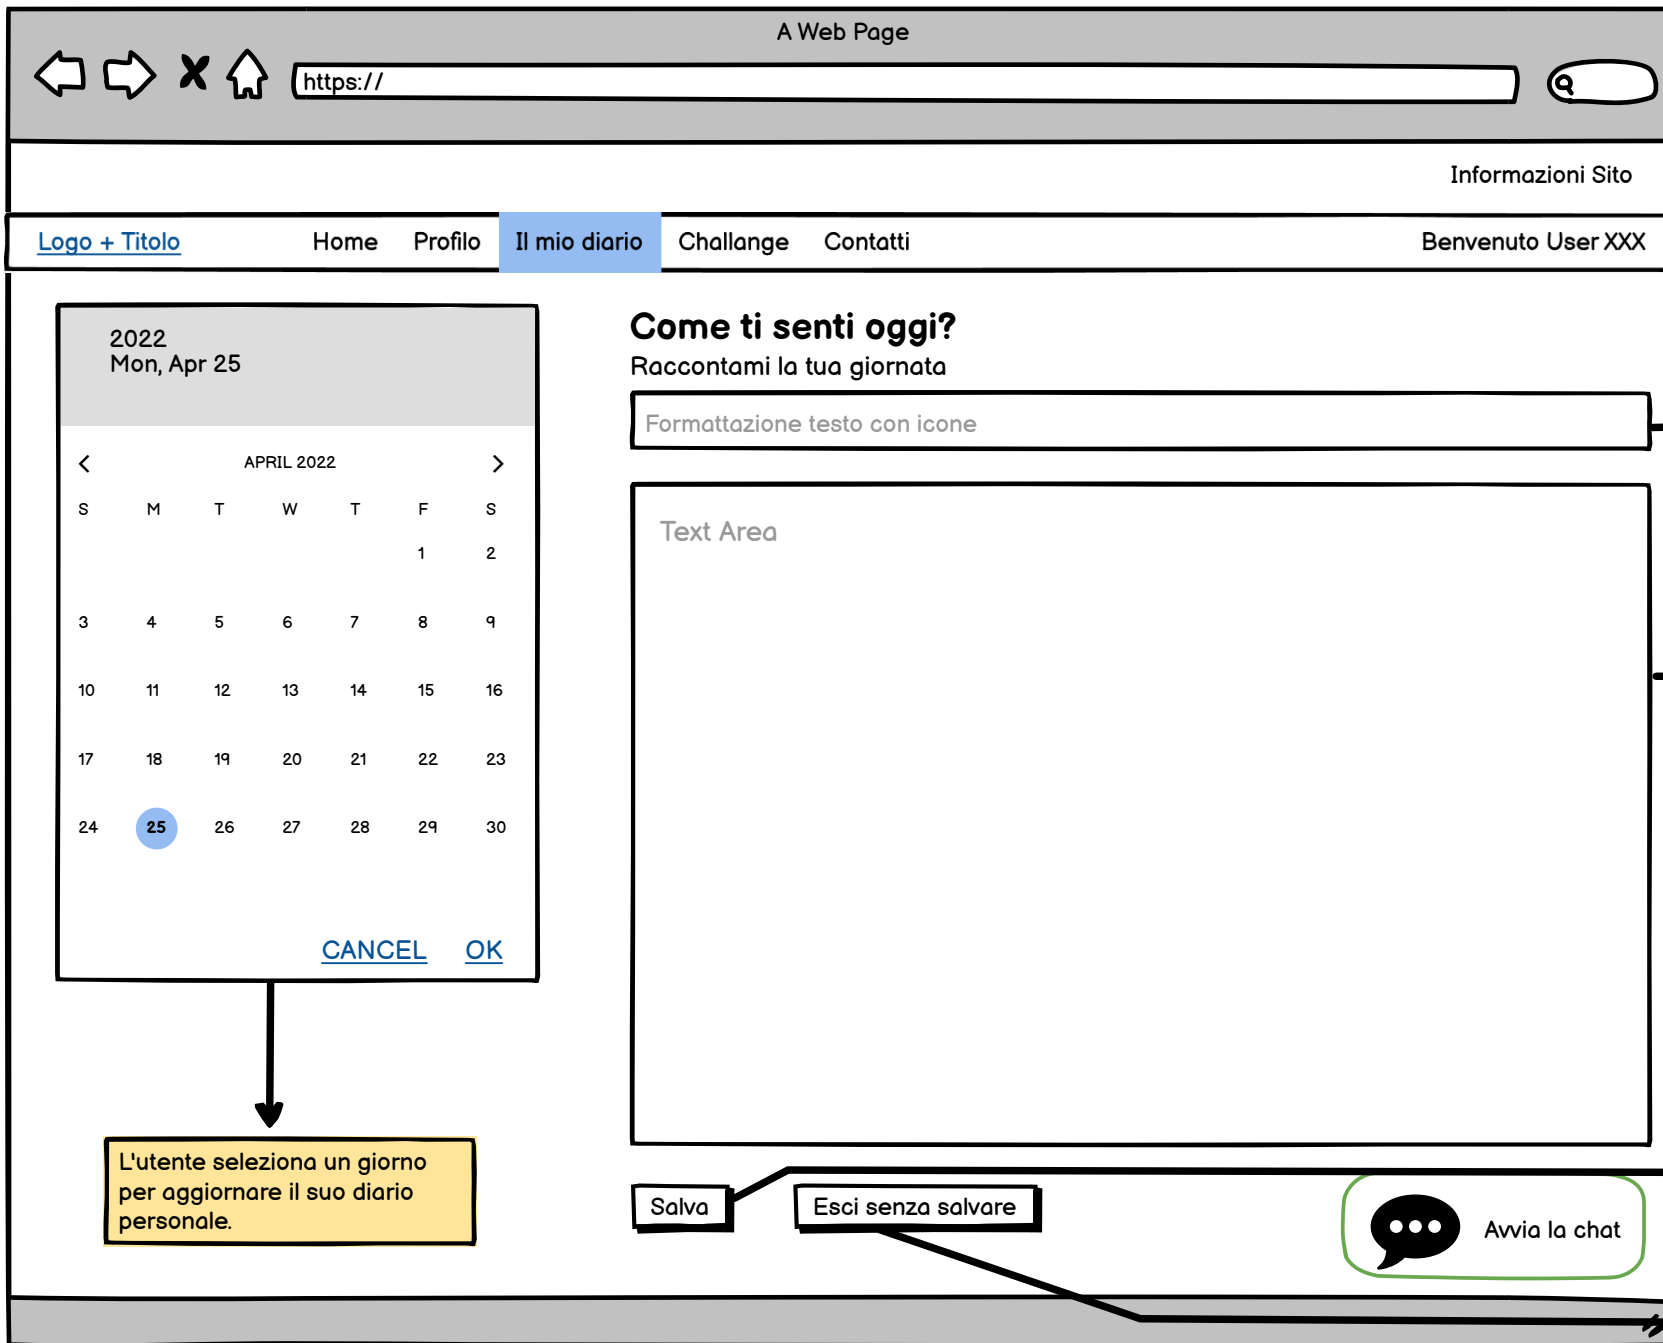 A Web Page
https://
Informazioni Sito
Logo + Titolo Home Profilo Il mio diario Challange Contatti Benvenuto User XXX
2022
Mon, Apr 25
APRIL 2022
S M T W T F S
1 2
3 4 5 6 7 8 9
10 11 12 13 14 15 16
17 18 19 20 21 22 23
24 25 26 27 28 29 30
CANCEL OK
L'utente seleziona un giorno
per aggiornare il suo diario
personale.
Come ti senti oggi?
Raccontami la tua giornata
Formattazione testo con icone
Text Area
Salva Esci senza salvare
Avvia la chat